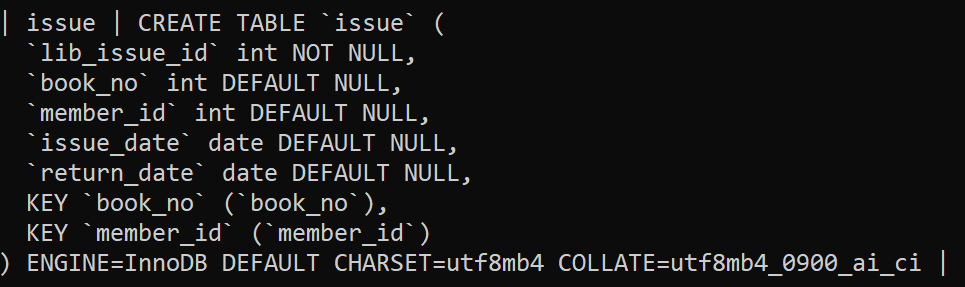 | issue | CREATE TABLE `issue` (
  `lib_issue_id` int NOT NULL,
  `book_no` int DEFAULT NULL,
  `member_id` int DEFAULT NULL,
  `issue_date` date DEFAULT NULL,
  `return_date` date DEFAULT NULL,
  KEY `book_no` (`book_no`),
  KEY `member_id` (`member_id`)
) ENGINE=InnoDB DEFAULT CHARSET=utf8mb4 COLLATE=utf8mb4_0900_ai_ci |